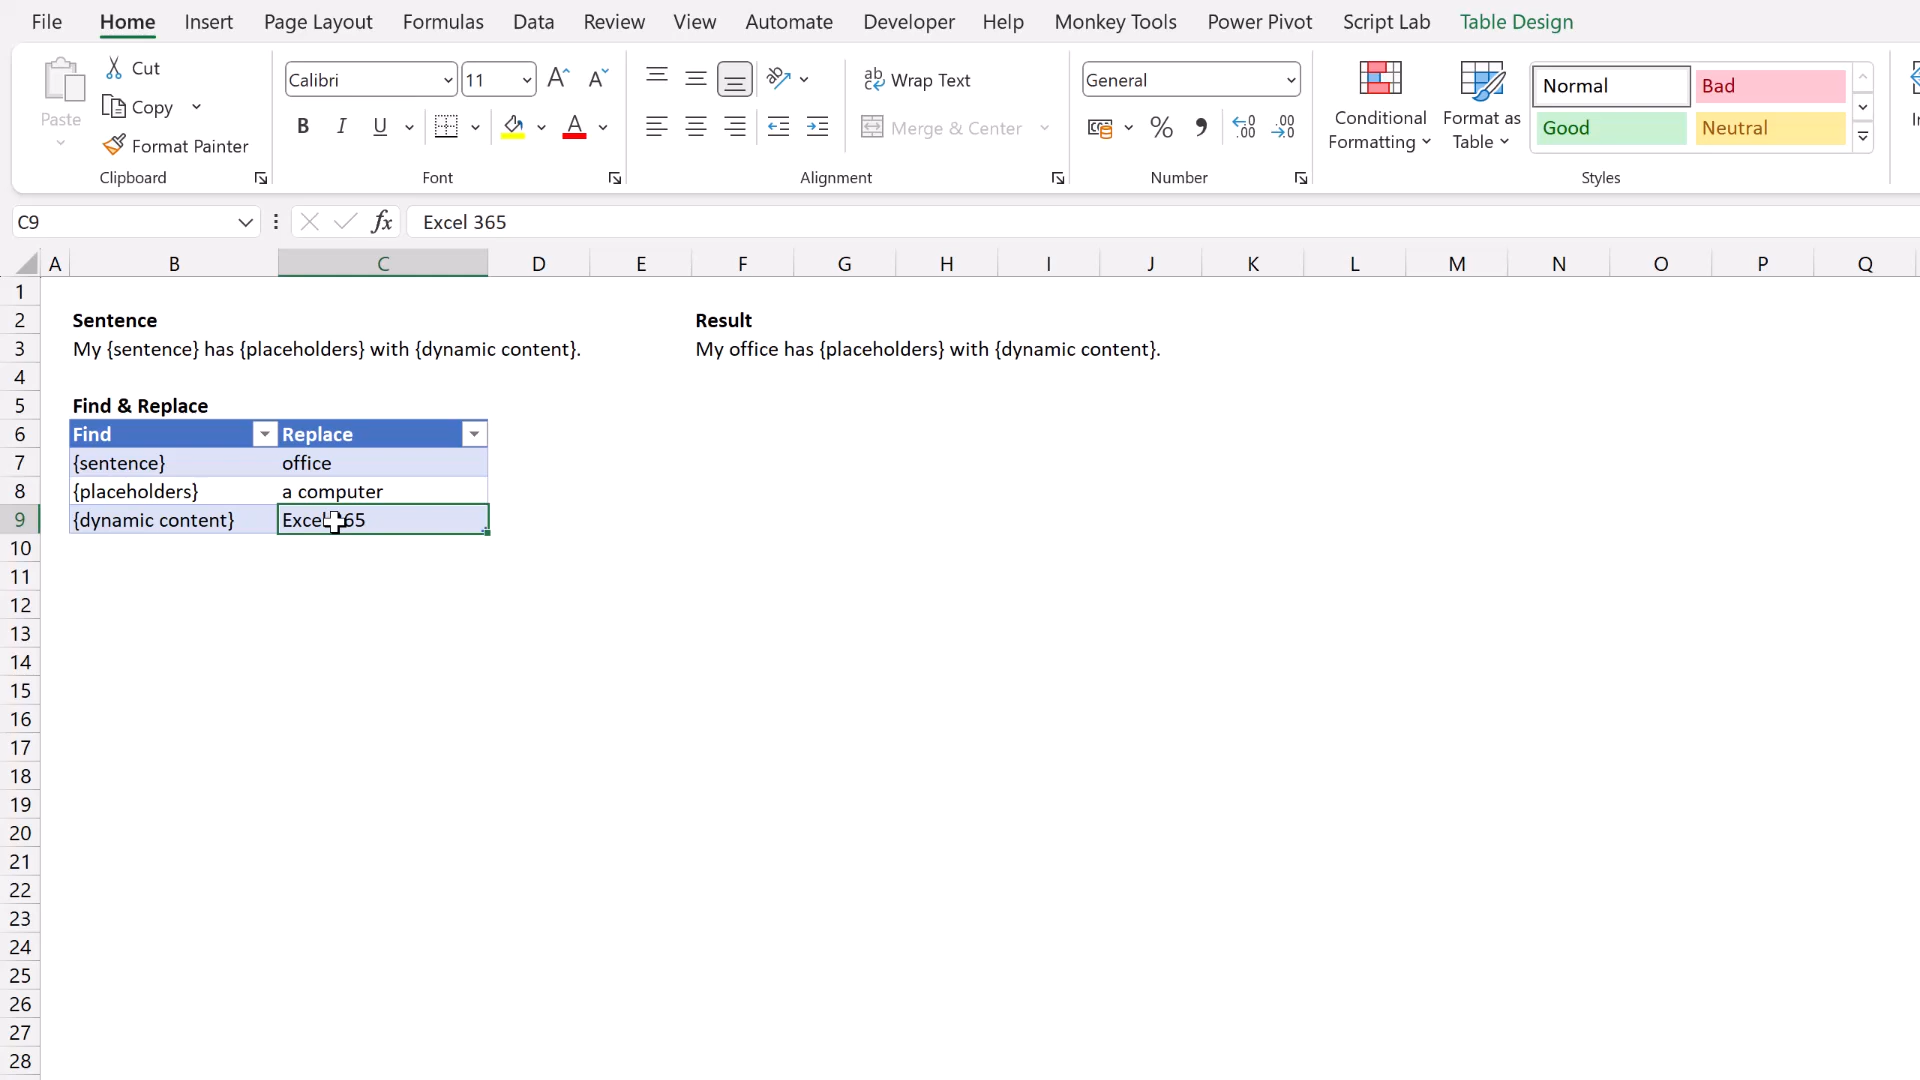 File Home Insert Page Layout Formulas Data Review View Automate Developer Help Monkey Tools Power Pivot Script Lab Table Design
Paste
Cut
Copy
Format Painter
Clipboard
Calibri 11
B I U
Font
Wrap Text
Merge & Center
Alignment
General
Number
Conditional Formatting
Format as Table
Normal Bad
Good Neutral
Styles
C9 fx Excel 365
A B C D E F G H I J K L M N O P Q
1
2 Sentence Result
3 My {sentence} has {placeholders} with {dynamic content}. My office has {placeholders} with {dynamic content}.
4
5 Find & Replace
6 Find Replace
7 {sentence} office
8 {placeholders} a computer
9 {dynamic content} Excel 365
10
11
12
13
14
15
16
17
18
19
20
21
22
23
24
25
26
27
28